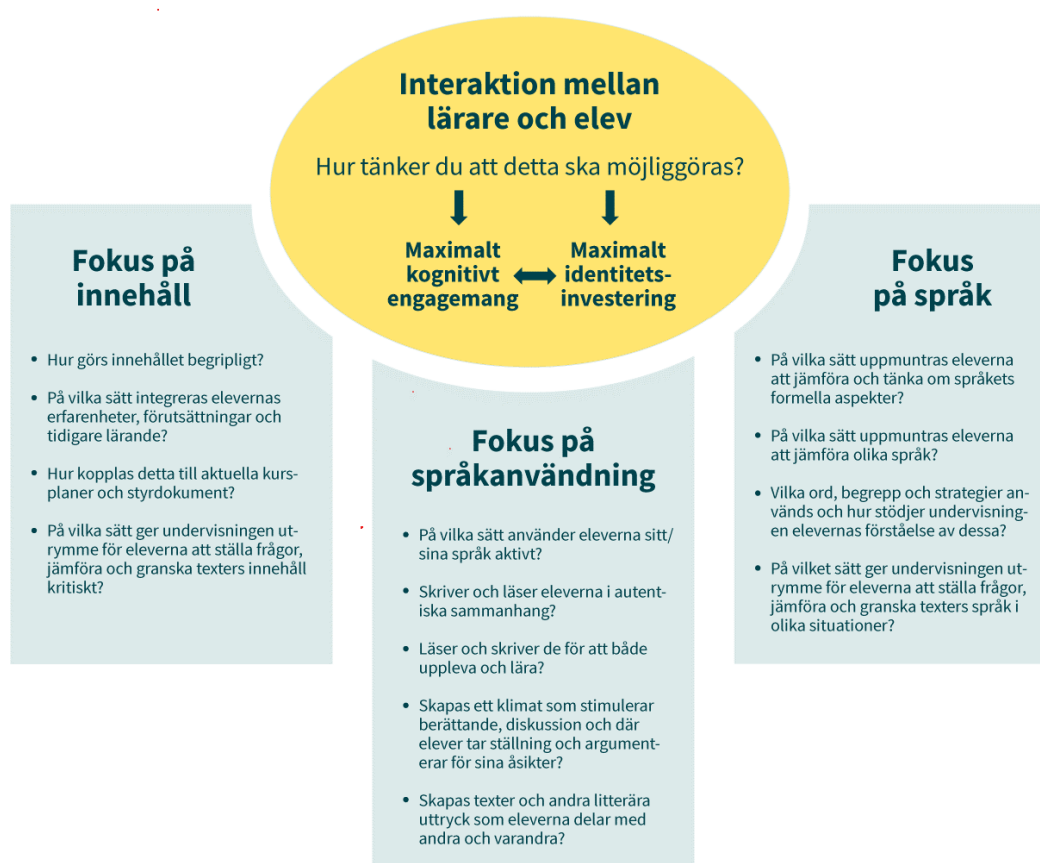 Interaktion mellan
lärare och elev
Hur tänker du att detta ska möjliggöras?
Maximalt
kognitivt
engagemang
Maximalt
identitets-
investering
Fokus på
innehåll
• Hur görs innehållet begripligt?
• På vilka sätt integreras elevernas
erfarenheter, förutsättningar och
tidigare lärande?
• Hur kopplas detta till aktuella kurs-
planer och styrdokument?
• På vilka sätt ger undervisningen ut-
rymme för eleverna att ställa frågor,
jämföra och granska texters innehåll
kritiskt?
Fokus på
språkanvändning
• På vilka sätt använder eleverna sitt/
sina språk aktivt?
• Skriver och läser eleverna i autent-
iska sammanhang?
• Läser och skriver de för att både
uppleva och lära?
• Skapas ett klimat som stimulerar
berättande, diskussion och där
elever tar ställning och argument-
erar för sina åsikter?
• Skapas texter och andra litterära
uttryck som eleverna delar med
andra och varandra?
Fokus
på språk
• På vilka sätt uppmuntras eleverna
att jämföra och tänka om språkets
formella aspekter?
• På vilka sätt uppmuntras eleverna
att jämföra olika språk?
• Vilka ord, begrepp och strategier an-
vänds och hur stödjer undervisning-
en elevernas förståelse av dessa?
• På vilket sätt ger undervisningen ut-
rymme för eleverna att ställa frågor,
jämföra och granska texters språk i
olika situationer?